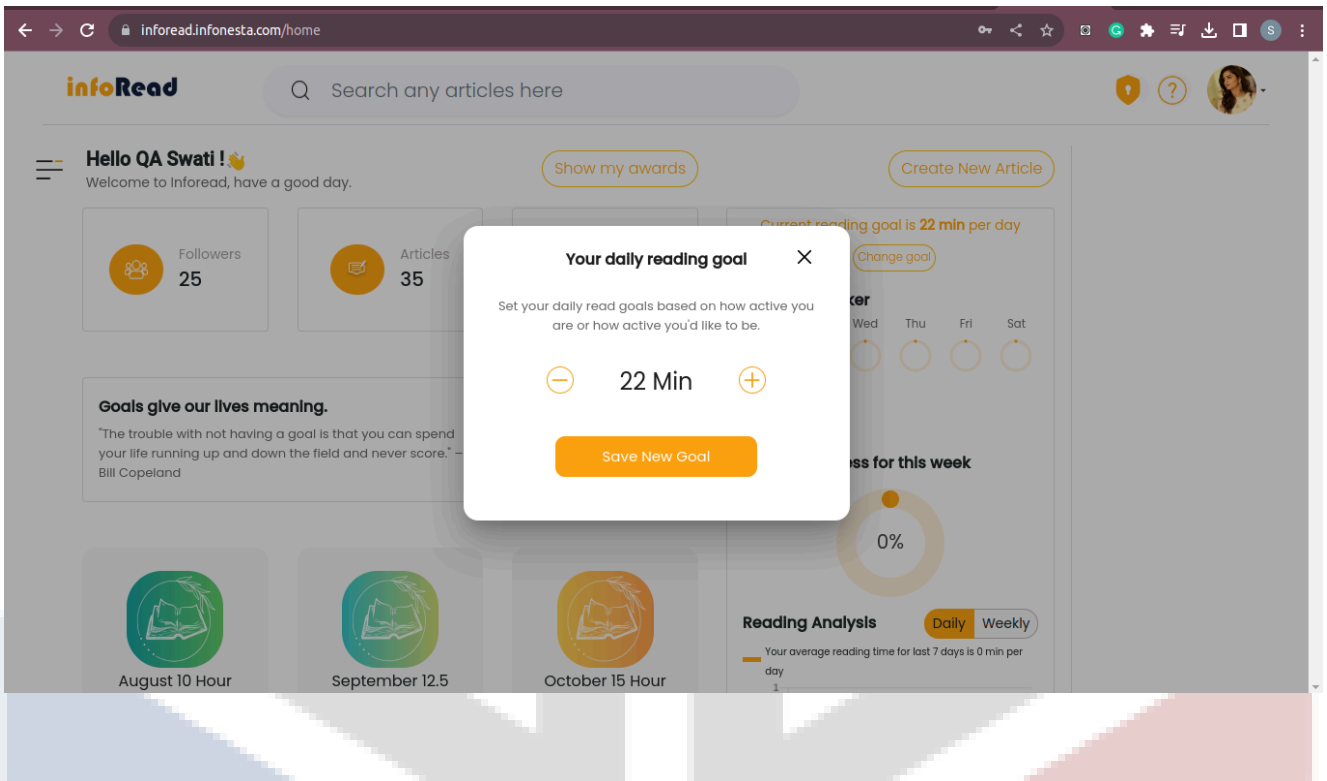 inforead.infonesta.com/home
G
S
infoRead
Search any articles here
?
Hello QA Swati !👋
Welcome to Inforead, have a good day.
Show my awards
Create New Article
Followers
25
Articles
35
Current reading goal is 22 min per day
Change goal
Wed Thu Fri Sat
Your daily reading goal
Set your daily read goals based on how active you
are or how active you'd like to be.
22 Min
Save New Goal
Goals give our lives meaning.
"The trouble with not having a goal is that you can spend
your life running up and down the field and never score." –
Bill Copeland
for this week
0%
August 10 Hour
September 12.5
October 15 Hour
Reading Analysis
Daily Weekly
Your average reading time for last 7 days is 0 min per
day
1